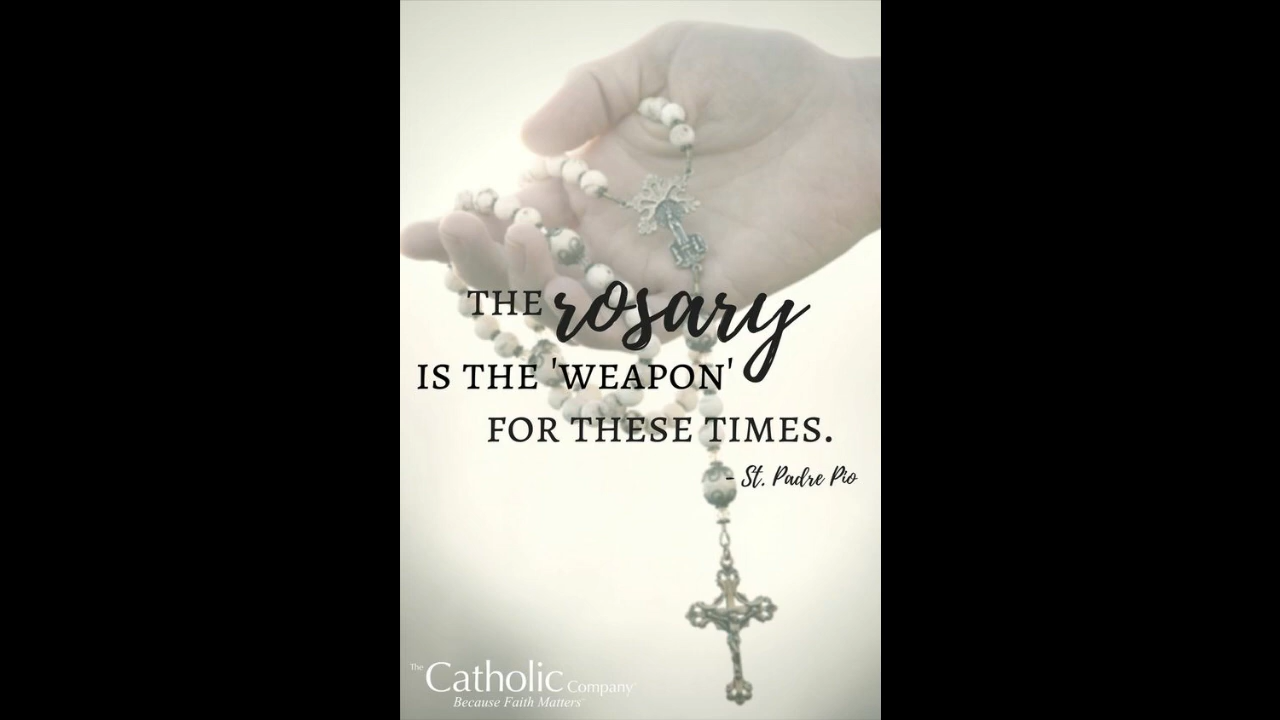 THE rosary
IS THE 'WEAPON'
FOR THESE TIMES.
- St. Padre Pio
The Catholic Company
Because Faith Matters